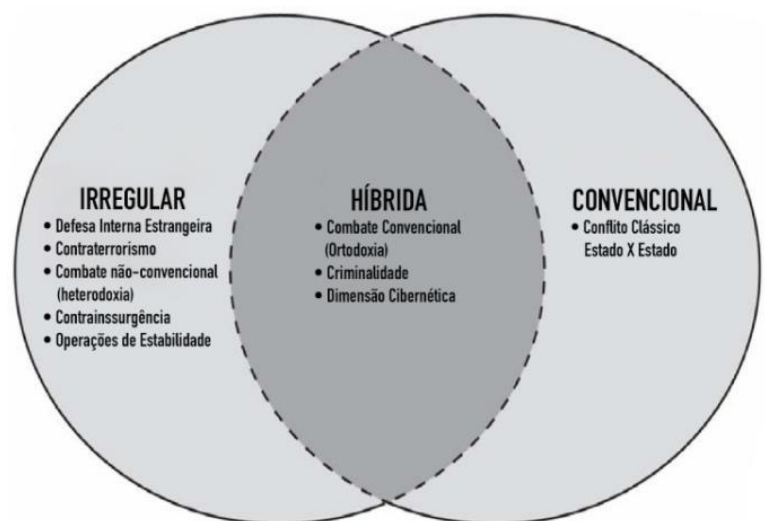 IRREGULAR
• Defesa Interna Estrangeira
• Contraterrorismo
• Combate não-convencional
(heterodoxia)
• Contrainssurgência
• Operações de Estabilidade
HÍBRIDA
• Combate Convencional
(Ortodoxia)
• Criminalidade
• Dimensão Cibernética
CONVENCIONAL
• Conflito Clássico
Estado X Estado